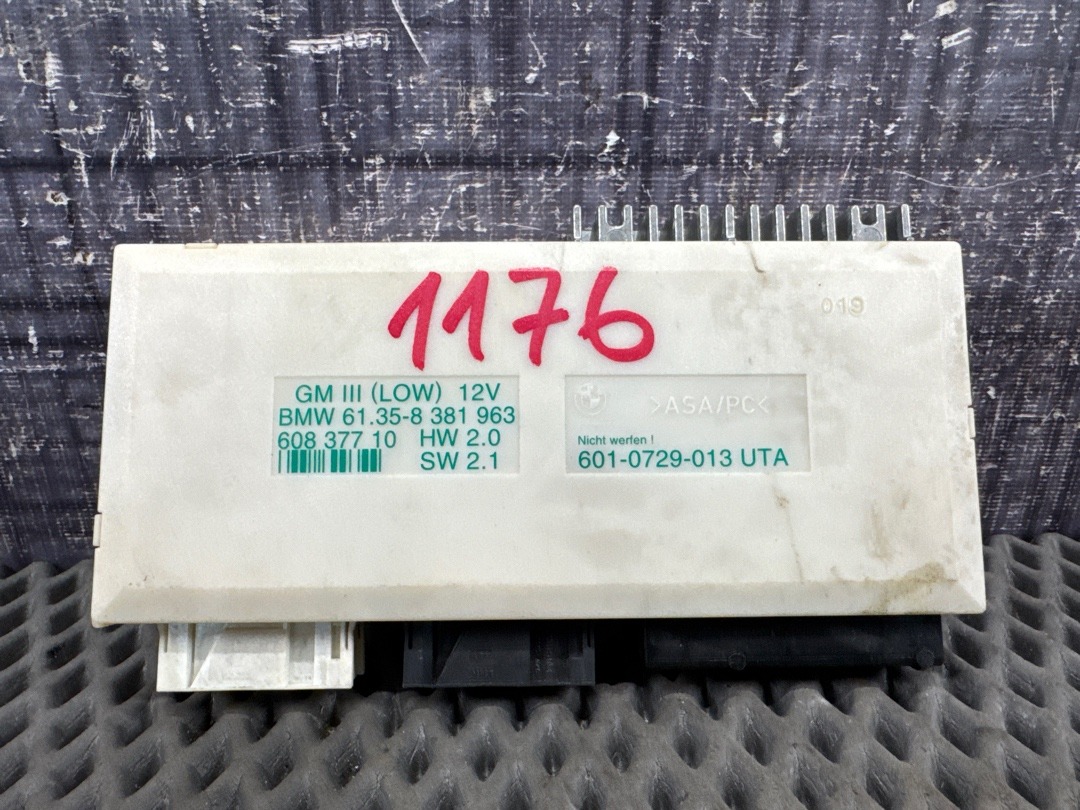 1176
019
GM III (LOW) 12V
BMW 61.35-8 381 963
608 377 10 HW 2.0
SW 2.1
>ASA/PC<
Nicht werfen !
601-0729-013 UTA